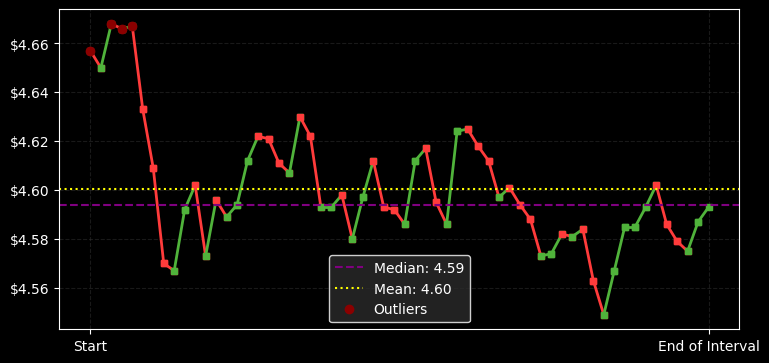 $4.66
$4.64
$4.62
$4.60
$4.58
$4.56
Median: 4.59
Mean: 4.60
Outliers
Start
End of Interval